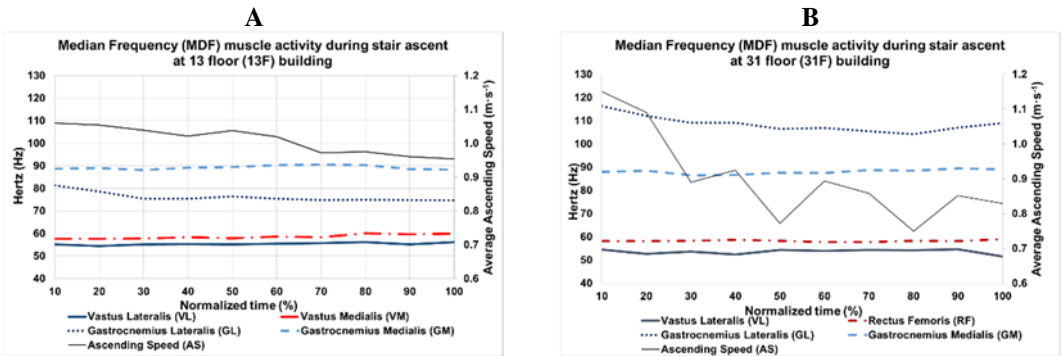 A
Median Frequency (MDF) muscle activity during stair ascent
at 13 floor (13F) building
130
120
110
100
90
80
70
60
50
40
Hertz (Hz)
1.2
1.1
1.0
0.9
0.8
0.7
0.6
Average Ascending Speed (m·s⁻¹)
10 20 30 40 50 60 70 80 90 100
Normalized time (%)
Vastus Lateralis (VL) Vastus Medialis (VM)
Gastrocnemius Lateralis (GL) Gastrocnemius Medialis (GM)
Ascending Speed (AS)
B
Median Frequency (MDF) muscle activity during stair ascent
at 31 floor (31F) building
130
120
110
100
90
80
70
60
50
40
Hertz (Hz)
1.2
1.1
1.0
0.9
0.8
0.7
0.6
Average Ascending Speed (m·s⁻¹)
10 20 30 40 50 60 70 80 90 100
Normalized time (%)
Vastus Lateralis (VL) Rectus Femoris (RF)
Gastrocnemius Lateralis (GL) Gastrocnemius Medialis (GM)
Ascending Speed (AS)